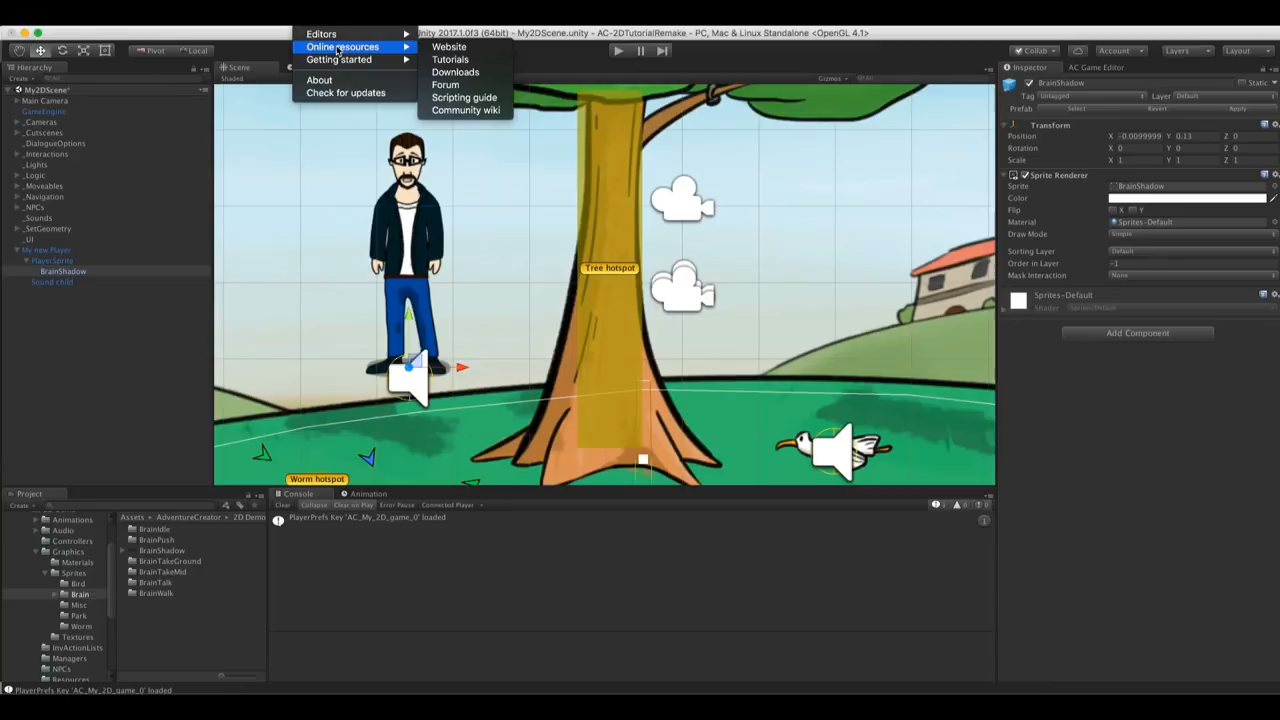 Unity 2017.1.0f3 (64bit) - My2DScene.unity - AC-2DTutorialRemake - PC, Mac & Linux Standalone <OpenGL 4.1>
Editors
Online resources
Getting started
About
Check for updates
Website
Tutorials
Downloads
Forum
Scripting guide
Community wiki
Pivot
Local
Collab
Account
Layers
Layout
Hierarchy
Create
My2DScene*
Main Camera
GameEngine
_Cameras
_Cutscenes
_DialogueOptions
_Interactions
_Lights
_Logic
_Moveables
_Navigation
_NPCs
_Sounds
_SetGeometry
_UI
My new Player
PlayerSprite
BrainShadow
Sound child
Scene
Shaded
Gizmos
Tree hotspot
Worm hotspot
Inspector
AC Game Editor
BrainShadow
Static
Tag Untagged
Layer Default
Prefab Select Revert Apply
Transform
Position X -0.0099999 Y 0.13 Z 0
Rotation X 0 Y 0 Z 0
Scale X 1 Y 1 Z 1
Sprite Renderer
Sprite BrainShadow
Color
Flip X Y
Material Sprites-Default
Draw Mode Simple
Sorting Layer Default
Order in Layer -1
Mask Interaction None
Sprites-Default
Shader Sprites/Default
Add Component
Project
Create
Animations
Audio
Controllers
Graphics
Materials
Sprites
Bird
Brain
Misc
Park
Worm
Textures
InvActionLists
Managers
NPCs
Resources
Assets AdventureCreator 2D Demo
BrainIdle
BrainPush
BrainShadow
BrainTakeGround
BrainTakeMid
BrainTalk
BrainWalk
Console
Animation
Clear
Collapse
Clear on Play
Error Pause
Connected Player
PlayerPrefs Key 'AC_My_2D_game_0' loaded
1
PlayerPrefs Key 'AC_My_2D_game_0' loaded